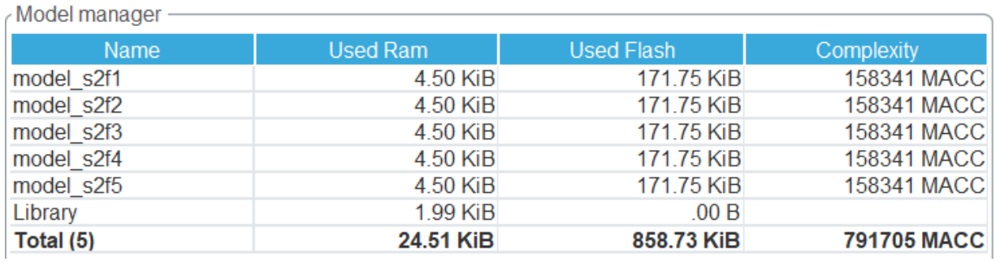 Model manager
Name Used Ram Used Flash Complexity
model_s2f1 4.50 KiB 171.75 KiB 158341 MACC
model_s2f2 4.50 KiB 171.75 KiB 158341 MACC
model_s2f3 4.50 KiB 171.75 KiB 158341 MACC
model_s2f4 4.50 KiB 171.75 KiB 158341 MACC
model_s2f5 4.50 KiB 171.75 KiB 158341 MACC
Library 1.99 KiB .00 B
Total (5) 24.51 KiB 858.73 KiB 791705 MACC